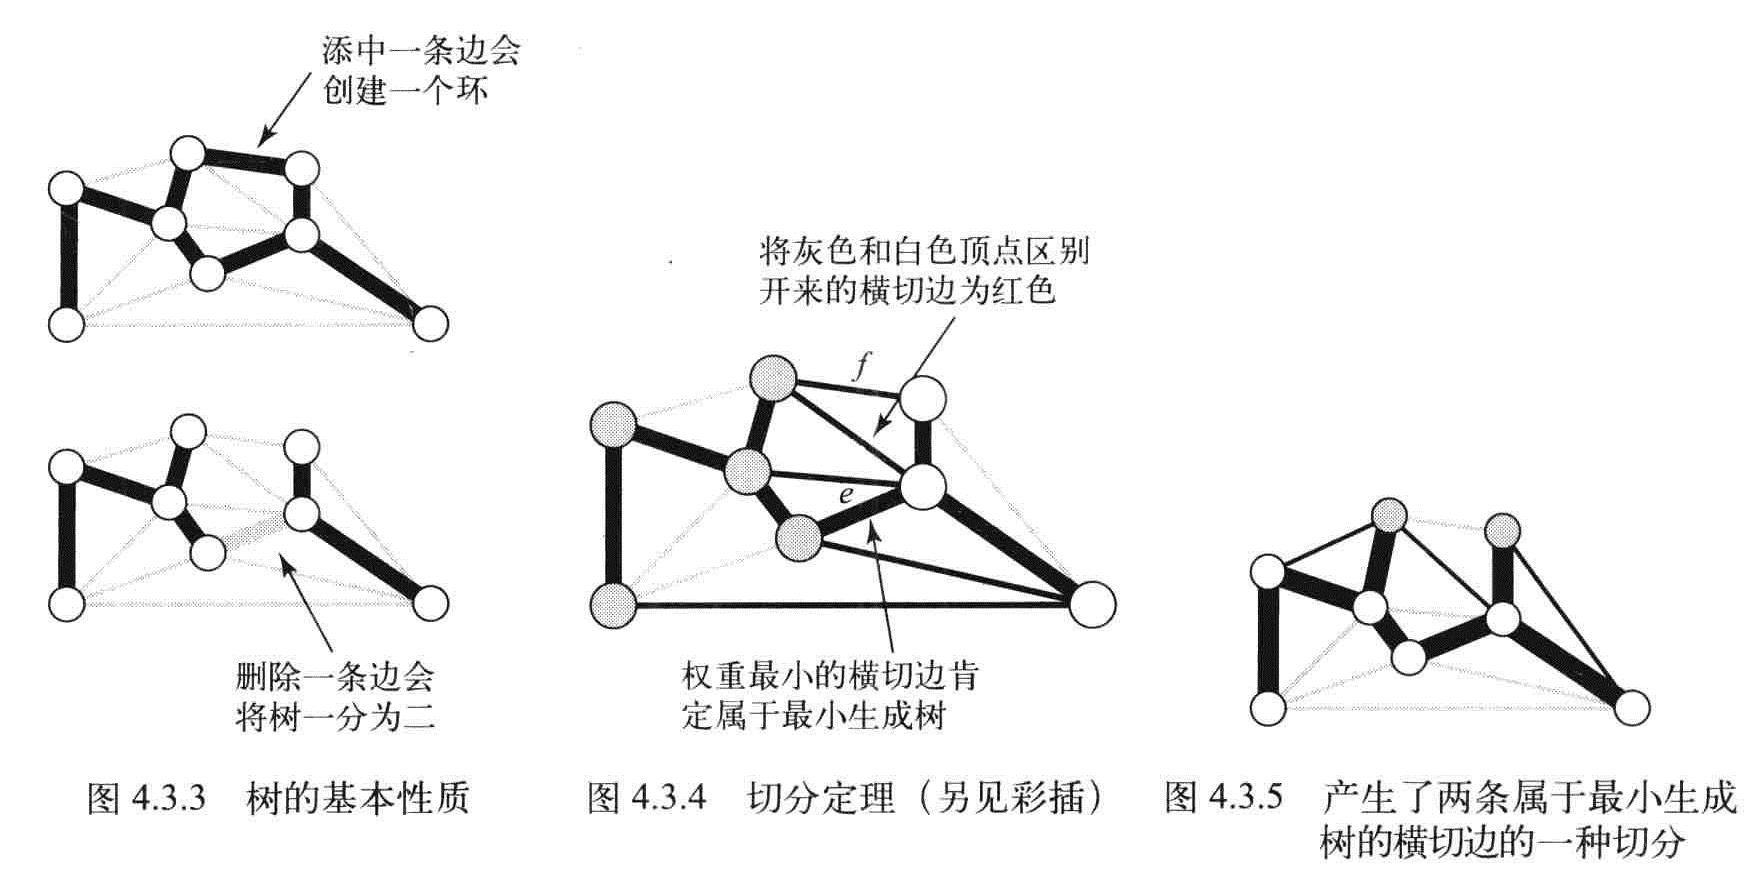 添中一条边会
创建一个环
删除一条边会
将树一分为二
图 4.3.3 树的基本性质
将灰色和白色顶点区别
开来的横切边为红色
f
e
权重最小的横切边肯
定属于最小生成树
图 4.3.4 切分定理（另见彩插）
图 4.3.5 产生了两条属于最小生成
树的横切边的一种切分